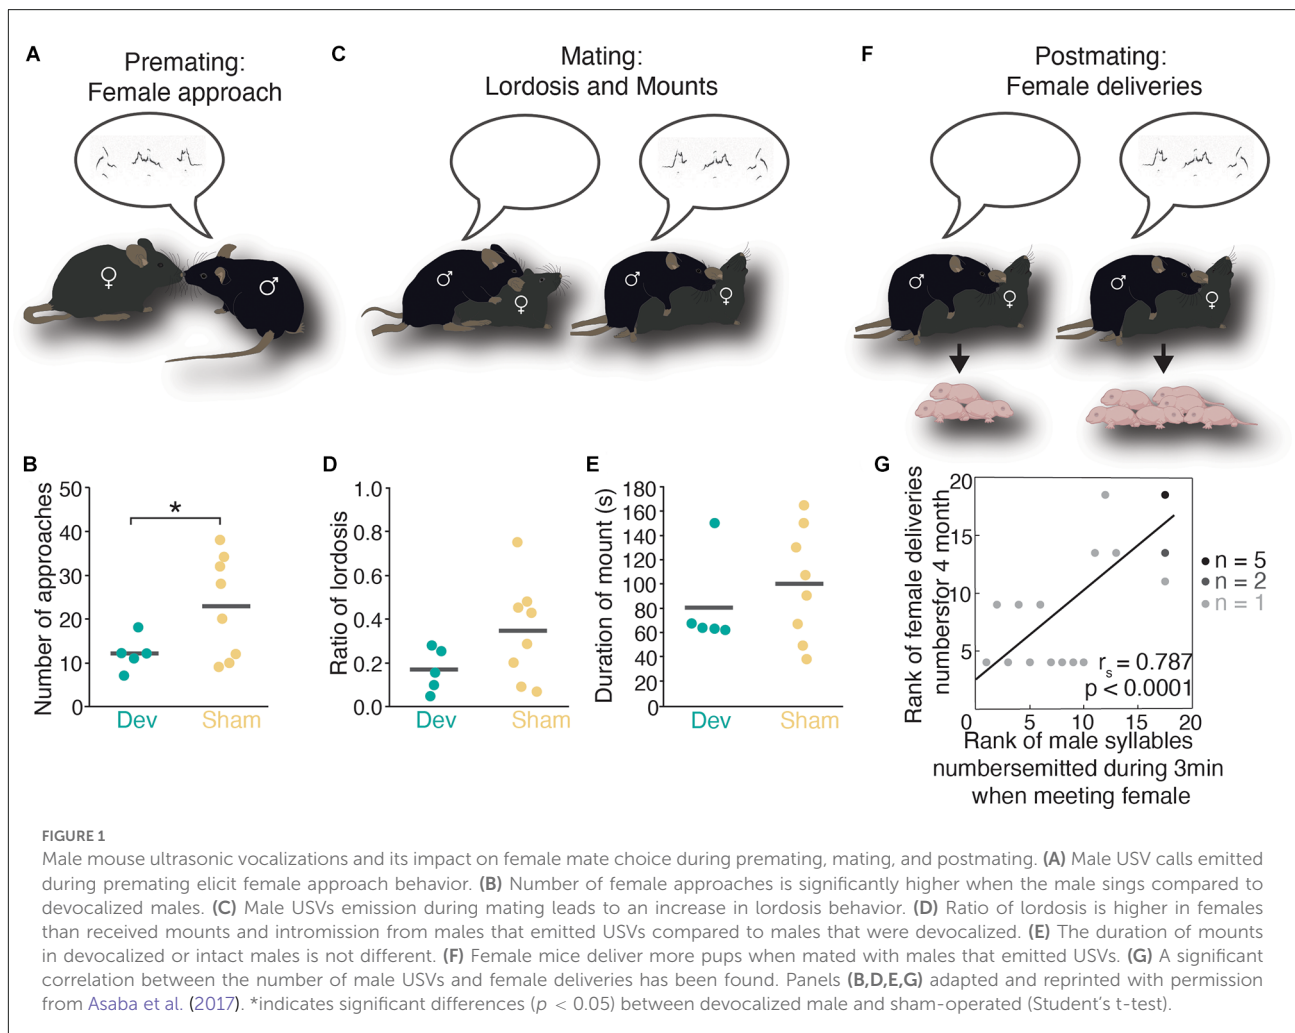 A
Premating:
Female approach
C
Mating:
Lordosis and Mounts
F
Postmating:
Female deliveries
♀
♂
♂
♀
♂
♀
♂
♀
♂
♀
B
Number of approaches
50
40
30
20
10
0
*
Dev
Sham
D
Ratio of lordosis
1.0
0.8
0.6
0.4
0.2
0.0
Dev
Sham
E
Duration of mount (s)
180
160
140
120
100
80
60
40
20
0
Dev
Sham
G
Rank of female deliveries
numbersfor 4 month
20
15
10
5
0
5
10
15
20
rs = 0.787
p < 0.0001
n = 5
n = 2
n = 1
Rank of male syllables
numbersemitted during 3min
when meeting female
FIGURE 1
Male mouse ultrasonic vocalizations and its impact on female mate choice during premating, mating, and postmating. (A) Male USV calls emitted
during premating elicit female approach behavior. (B) Number of female approaches is significantly higher when the male sings compared to
devocalized males. (C) Male USVs emission during mating leads to an increase in lordosis behavior. (D) Ratio of lordosis is higher in females
than received mounts and intromission from males that emitted USVs compared to males that were devocalized. (E) The duration of mounts
in devocalized or intact males is not different. (F) Female mice deliver more pups when mated with males that emitted USVs. (G) A significant
correlation between the number of male USVs and female deliveries has been found. Panels (B,D,E,G) adapted and reprinted with permission
from Asaba et al. (2017). *indicates significant differences (p < 0.05) between devocalized male and sham-operated (Student's t-test).